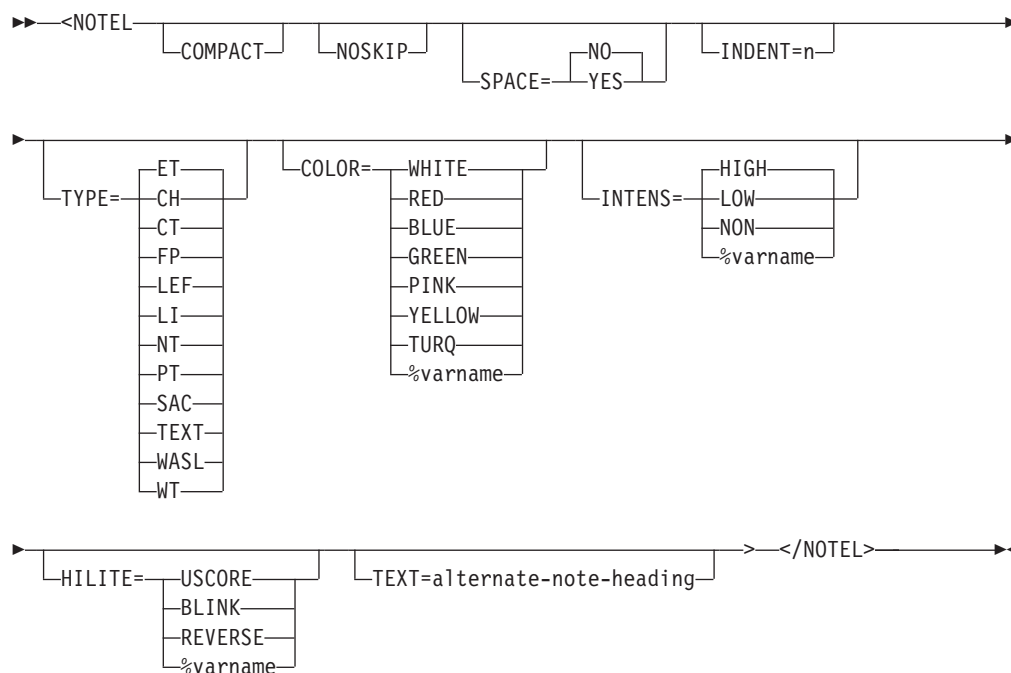 <NOTEL
COMPACT
NOSKIP
SPACE=
NO
YES
INDENT=n
TYPE=
ET
CH
CT
FP
LEF
LI
NT
PT
SAC
TEXT
WASL
WT
COLOR=
WHITE
RED
BLUE
GREEN
PINK
YELLOW
TURQ
%varname
INTENS=
HIGH
LOW
NON
%varname
HILITE=
USCORE
BLINK
REVERSE
%varname
TEXT=alternate-note-heading
>
</NOTEL>